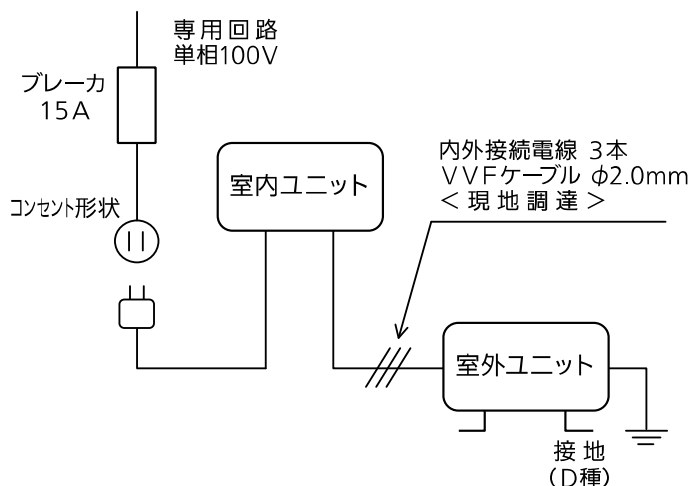 専用回路
単相100V
ブレーカ
15A
コンセント形状
室内ユニット
内外接続電線 3本
VVFケーブル φ2.0mm
<現地調達>
室外ユニット
接地
(D種)